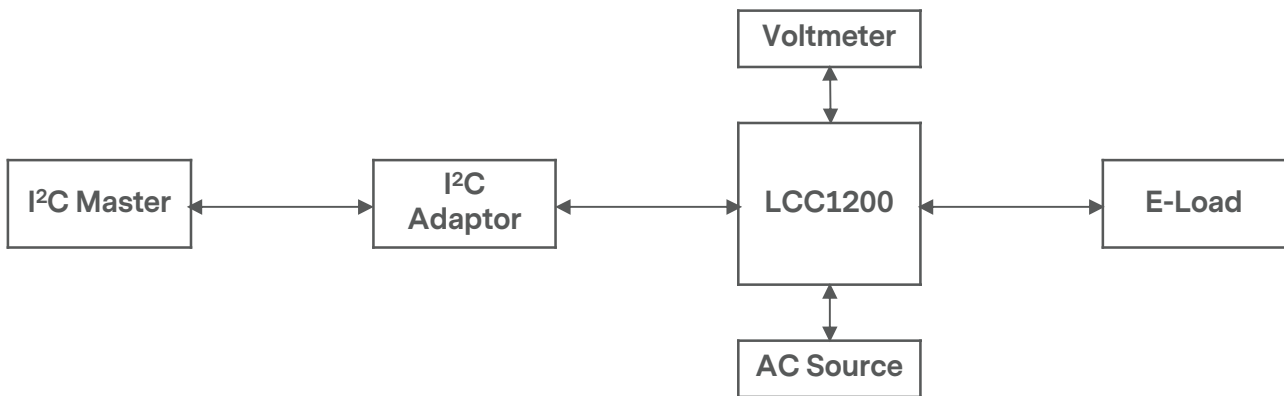 Voltmeter
I²C Master
I²C
Adaptor
LCC1200
E-Load
AC Source